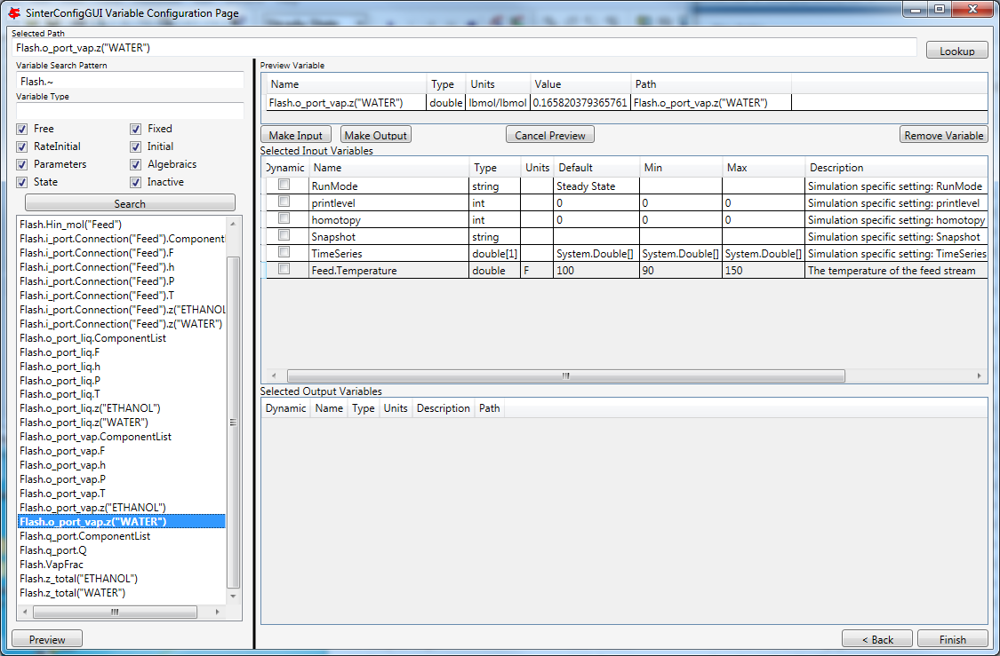 SinterConfigGUI Variable Configuration Page
Selected Path
Flash.o_port_vap.z("WATER")
Lookup
Variable Search Pattern
Flash.~
Variable Type
Free Fixed
RateInitial Initial
Parameters Algebraics
State Inactive
Search
Flash.Hin_mol("Feed")
Flash.i_port.Connection("Feed").Component
Flash.i_port.Connection("Feed").F
Flash.i_port.Connection("Feed").h
Flash.i_port.Connection("Feed").P
Flash.i_port.Connection("Feed").T
Flash.i_port.Connection("Feed").z("ETHANOL
Flash.i_port.Connection("Feed").z("WATER")
Flash.o_port_liq.ComponentList
Flash.o_port_liq.F
Flash.o_port_liq.h
Flash.o_port_liq.P
Flash.o_port_liq.T
Flash.o_port_liq.z("ETHANOL")
Flash.o_port_liq.z("WATER")
Flash.o_port_vap.ComponentList
Flash.o_port_vap.F
Flash.o_port_vap.h
Flash.o_port_vap.P
Flash.o_port_vap.T
Flash.o_port_vap.z("ETHANOL")
Flash.o_port_vap.z("WATER")
Flash.q_port.ComponentList
Flash.q_port.Q
Flash.VapFrac
Flash.z_total("ETHANOL")
Flash.z_total("WATER")
Preview
Preview Variable
Name Type Units Value Path
Flash.o_port_vap.z("WATER") double lbmol/lbmol 0.165820379365761 Flash.o_port_vap.z("WATER")
Make Input Make Output Cancel Preview Remove Variable
Selected Input Variables
Dynamic Name Type Units Default Min Max Description
RunMode string Steady State Simulation specific setting: RunMode
printlevel int 0 0 0 Simulation specific setting: printlevel
homotopy int 0 0 0 Simulation specific setting: homotopy
Snapshot string Simulation specific setting: Snapshot
TimeSeries double[1] System.Double[] System.Double[] System.Double[] Simulation specific setting: TimeSeries
Feed.Temperature double F 100 90 150 The temperature of the feed stream
Selected Output Variables
Dynamic Name Type Units Description Path
< Back Finish